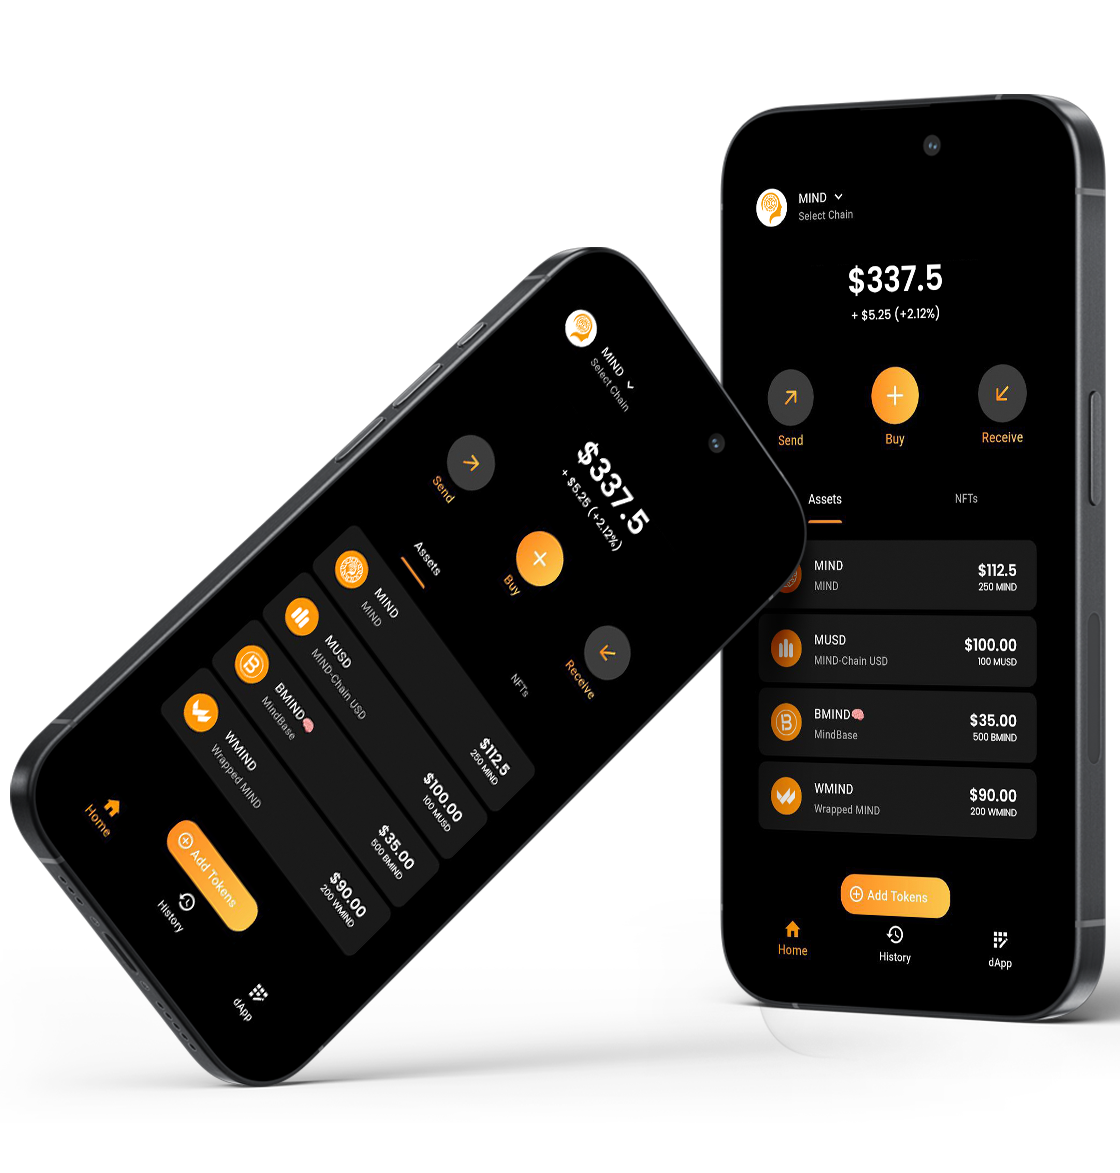 MIND
Select Chain
$337.5
+ $5.25 (+2.12%)
Send
Buy
Receive
Assets
NFTs
MIND
MIND
$112.5
250 MIND
MUSD
MIND-Chain USD
$100.00
100 MUSD
BMIND🧠
MindBase
$35.00
500 BMIND
WMIND
Wrapped MIND
$90.00
200 WMIND
Add Tokens
Home
History
dApp
MIND
Select Chain
$337.5
+ $5.25 (+2.12%)
Send
Buy
Receive
Assets
NFTs
MIND
MIND
$112.5
250 MIND
MUSD
MIND-Chain USD
$100.00
100 MUSD
BMIND🧠
MindBase
$35.00
500 BMIND
WMIND
Wrapped MIND
$90.00
200 WMIND
Add Tokens
Home
History
dApp